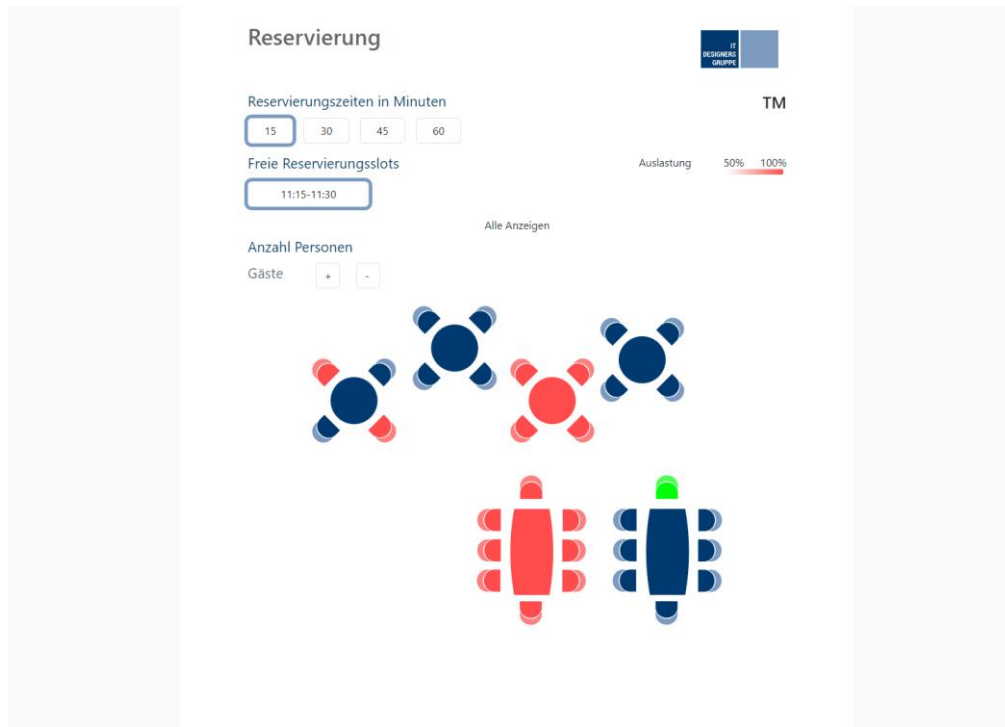 Reservierung
IT
DESIGNERS
GRUPPE
Reservierungszeiten in Minuten
TM
15 30 45 60
Freie Reservierungsslots
Auslastung 50% 100%
11:15-11:30
Alle Anzeigen
Anzahl Personen
Gäste + -